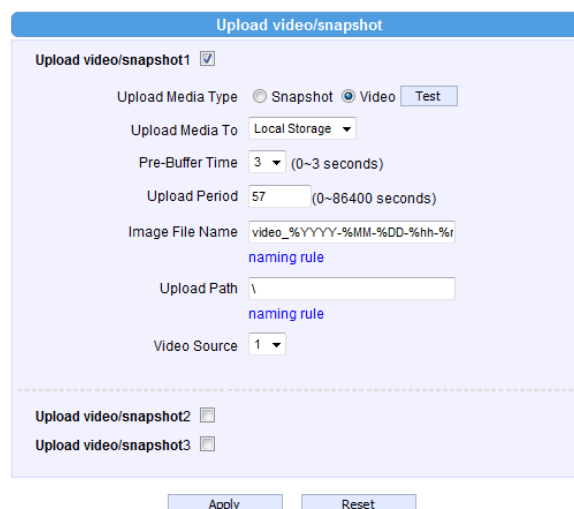 Upload video/snapshot
Upload video/snapshot1
Upload Media Type Snapshot Video Test
Upload Media To Local Storage
Pre-Buffer Time 3 (0~3 seconds)
Upload Period 57 (0~86400 seconds)
Image File Name video_%YYYY-%MM-%DD-%hh-%r
naming rule
Upload Path \
naming rule
Video Source 1
Upload video/snapshot2
Upload video/snapshot3
Apply Reset